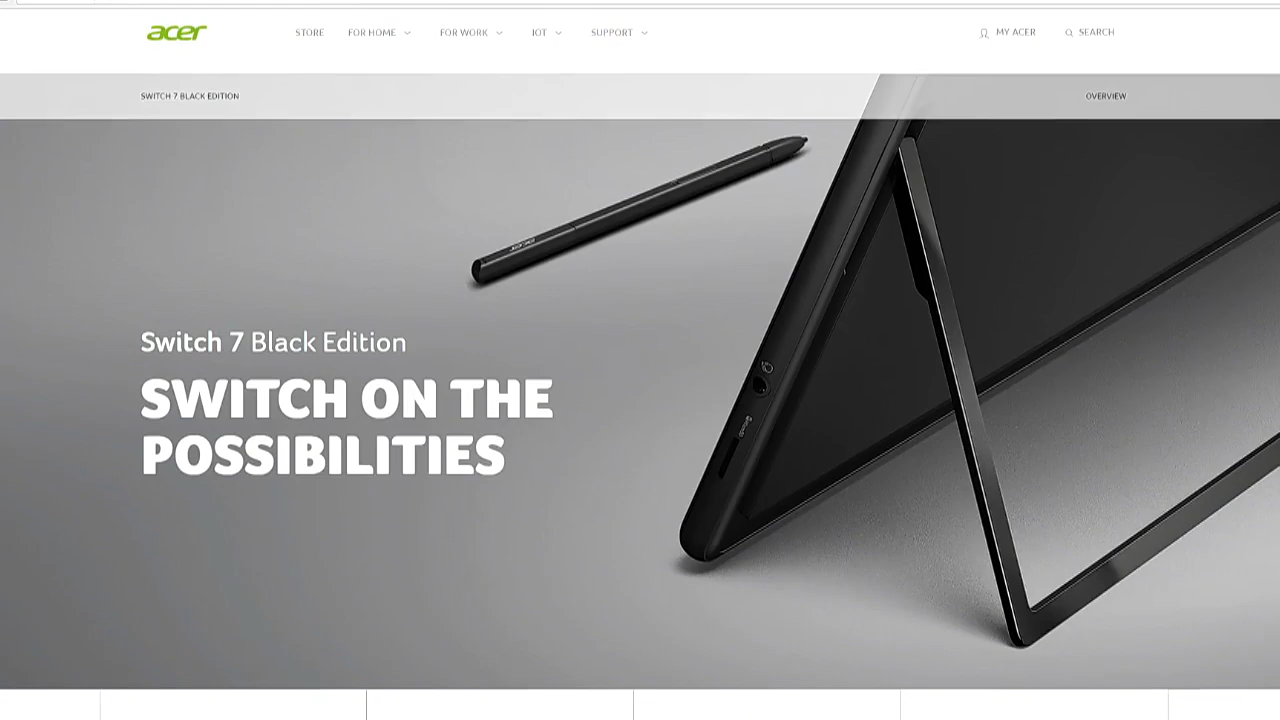 acer
STORE
FOR HOME
FOR WORK
IOT
SUPPORT
MY ACER
SEARCH
SWITCH 7 BLACK EDITION
OVERVIEW
acer
Switch 7 Black Edition
SWITCH ON THE
POSSIBILITIES